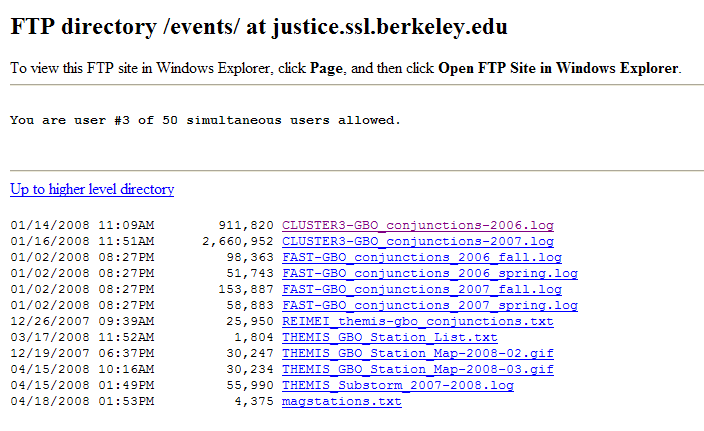 FTP directory /events/ at justice.ssl.berkeley.edu
To view this FTP site in Windows Explorer, click Page, and then click Open FTP Site in Windows Explorer.
You are user #3 of 50 simultaneous users allowed.
Up to higher level directory
01/14/2008 11:09AM 911,820 CLUSTER3-GBO_conjunctions-2006.log
01/16/2008 11:51AM 2,660,952 CLUSTER3-GBO_conjunctions-2007.log
01/02/2008 08:27PM 98,363 FAST-GBO_conjunctions_2006_fall.log
01/02/2008 08:27PM 51,743 FAST-GBO_conjunctions_2006_spring.log
01/02/2008 08:27PM 153,887 FAST-GBO_conjunctions_2007_fall.log
01/02/2008 08:27PM 58,883 FAST-GBO_conjunctions_2007_spring.log
12/26/2007 09:39AM 25,950 REIMEI_themis-gbo_conjunctions.txt
03/17/2008 11:52AM 1,804 THEMIS_GBO_Station_List.txt
12/19/2007 06:37PM 30,247 THEMIS_GBO_Station_Map-2008-02.gif
04/15/2008 10:16AM 30,234 THEMIS_GBO_Station_Map-2008-03.gif
04/15/2008 01:49PM 55,990 THEMIS_Substorm_2007-2008.log
04/18/2008 01:53PM 4,375 magstations.txt